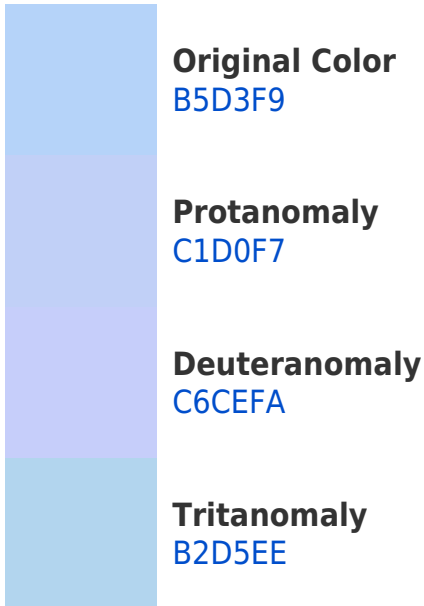 Original Color
B5D3F9
Protanomaly
C1D0F7
Deuteranomaly
C6CEFA
Tritanomaly
B2D5EE